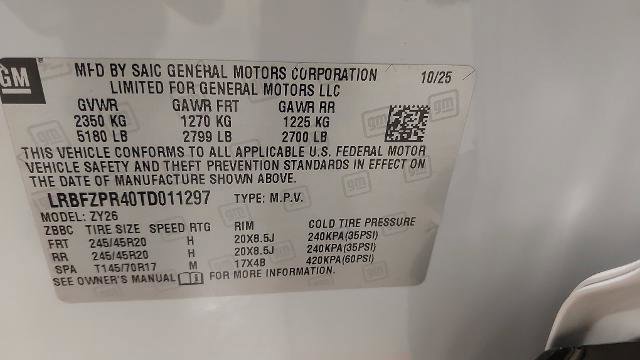 GM
MFD BY SAIC GENERAL MOTORS CORPORATION 10/25
LIMITED FOR GENERAL MOTORS LLC
GVWR GAWR FRT GAWR RR
2350 KG 1270 KG 1225 KG
5180 LB 2799 LB 2700 LB
THIS VEHICLE CONFORMS TO ALL APPLICABLE U.S. FEDERAL MOTOR
VEHICLE SAFETY AND THEFT PREVENTION STANDARDS IN EFFECT ON
THE DATE OF MANUFACTURE SHOWN ABOVE.
LRBFZPR40TD011297 TYPE: M.P.V.
MODEL: ZY26
ZBBC TIRE SIZE SPEED RTG RIM COLD TIRE PRESSURE
FRT 245/45R20 H 20X8.5J 240KPA(35PSI)
RR 245/45R20 H 20X8.5J 240KPA(35PSI)
SPA T145/70R17 M 17X4B 420KPA(60PSI)
SEE OWNER'S MANUAL FOR MORE INFORMATION.